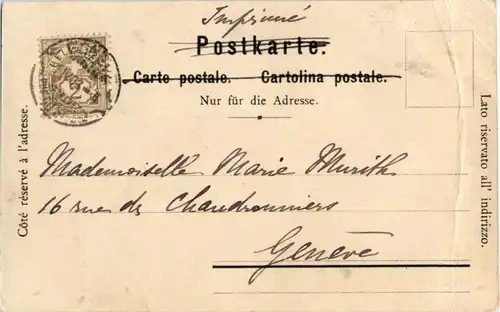 Imprimé
Postkarte.
Carte postale. — Cartolina postale.
Nur für die Adresse.
Côté réservé à l'adresse.
Mademoiselle Marie Murith
16 rue des Chaudronniers
Genève
Lato riservato all' indirizzo.